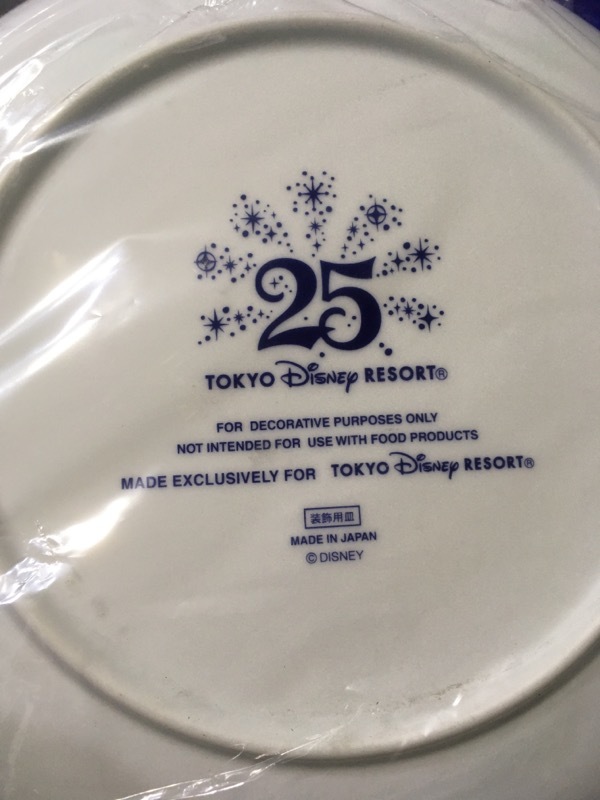 25
TOKYO Disney RESORT®
FOR DECORATIVE PURPOSES ONLY
NOT INTENDED FOR USE WITH FOOD PRODUCTS
MADE EXCLUSIVELY FOR TOKYO Disney RESORT®
装飾用皿
MADE IN JAPAN
© DISNEY